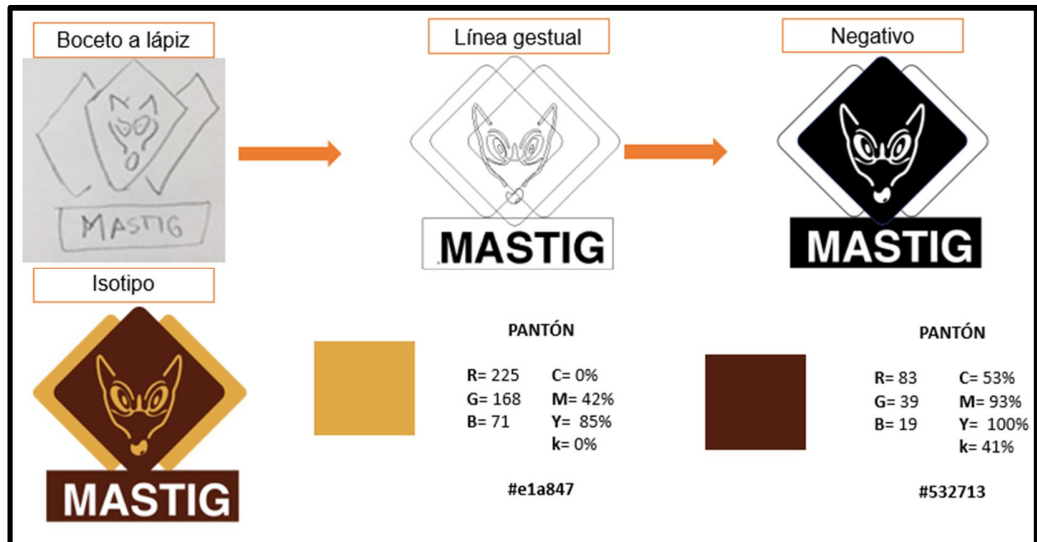 Boceto a lápiz
Línea gestual
Negativo
MASTIG
.MASTIG
MASTIG
Isotipo
MASTIG
PANTÓN
R= 225 C= 0%
G= 168 M= 42%
B= 71 Y= 85%
k= 0%
#e1a847
PANTÓN
R= 83 C= 53%
G= 39 M= 93%
B= 19 Y= 100%
k= 41%
#532713